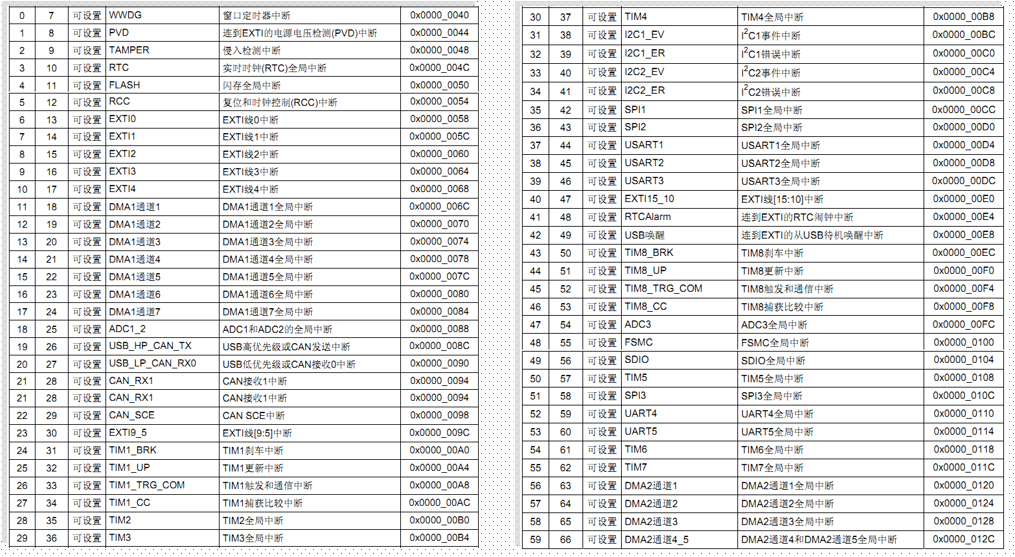 0 7 可设置 WWDG 窗口定时器中断 0x0000_0040
1 8 可设置 PVD 连到EXTI的电源电压检测(PVD)中断 0x0000_0044
2 9 可设置 TAMPER 侵入检测中断 0x0000_0048
3 10 可设置 RTC 实时时钟(RTC)全局中断 0x0000_004C
4 11 可设置 FLASH 闪存全局中断 0x0000_0050
5 12 可设置 RCC 复位和时钟控制(RCC)中断 0x0000_0054
6 13 可设置 EXTI0 EXTI线0中断 0x0000_0058
7 14 可设置 EXTI1 EXTI线1中断 0x0000_005C
8 15 可设置 EXTI2 EXTI线2中断 0x0000_0060
9 16 可设置 EXTI3 EXTI线3中断 0x0000_0064
10 17 可设置 EXTI4 EXTI线4中断 0x0000_0068
11 18 可设置 DMA1通道1 DMA1通道1全局中断 0x0000_006C
12 19 可设置 DMA1通道2 DMA1通道2全局中断 0x0000_0070
13 20 可设置 DMA1通道3 DMA1通道3全局中断 0x0000_0074
14 21 可设置 DMA1通道4 DMA1通道4全局中断 0x0000_0078
15 22 可设置 DMA1通道5 DMA1通道5全局中断 0x0000_007C
16 23 可设置 DMA1通道6 DMA1通道6全局中断 0x0000_0080
17 24 可设置 DMA1通道7 DMA1通道7全局中断 0x0000_0084
18 25 可设置 ADC1_2 ADC1和ADC2的全局中断 0x0000_0088
19 26 可设置 USB_HP_CAN_TX USB高优先级或CAN发送中断 0x0000_008C
20 27 可设置 USB_LP_CAN_RX0 USB低优先级或CAN接收0中断 0x0000_0090
21 28 可设置 CAN_RX1 CAN接收1中断 0x0000_0094
21 28 可设置 CAN_RX1 CAN接收1中断 0x0000_0094
22 29 可设置 CAN_SCE CAN SCE中断 0x0000_0098
23 30 可设置 EXTI9_5 EXTI线[9:5]中断 0x0000_009C
24 31 可设置 TIM1_BRK TIM1刹车中断 0x0000_00A0
25 32 可设置 TIM1_UP TIM1更新中断 0x0000_00A4
26 33 可设置 TIM1_TRG_COM TIM1触发和通信中断 0x0000_00A8
27 34 可设置 TIM1_CC TIM1捕获比较中断 0x0000_00AC
28 35 可设置 TIM2 TIM2全局中断 0x0000_00B0
29 36 可设置 TIM3 TIM3全局中断 0x0000_00B4
30 37 可设置 TIM4 TIM4全局中断 0x0000_00B8
31 38 可设置 I2C1_EV I²C1事件中断 0x0000_00BC
32 39 可设置 I2C1_ER I²C1错误中断 0x0000_00C0
33 40 可设置 I2C2_EV I²C2事件中断 0x0000_00C4
34 41 可设置 I2C2_ER I²C2错误中断 0x0000_00C8
35 42 可设置 SPI1 SPI1全局中断 0x0000_00CC
36 43 可设置 SPI2 SPI2全局中断 0x0000_00D0
37 44 可设置 USART1 USART1全局中断 0x0000_00D4
38 45 可设置 USART2 USART2全局中断 0x0000_00D8
39 46 可设置 USART3 USART3全局中断 0x0000_00DC
40 47 可设置 EXTI15_10 EXTI线[15:10]中断 0x0000_00E0
41 48 可设置 RTCAlarm 连到EXTI的RTC闹钟中断 0x0000_00E4
42 49 可设置 USB唤醒 连到EXTI的从USB待机唤醒中断 0x0000_00E8
43 50 可设置 TIM8_BRK TIM8刹车中断 0x0000_00EC
44 51 可设置 TIM8_UP TIM8更新中断 0x0000_00F0
45 52 可设置 TIM8_TRG_COM TIM8触发和通信中断 0x0000_00F4
46 53 可设置 TIM8_CC TIM8捕获比较中断 0x0000_00F8
47 54 可设置 ADC3 ADC3全局中断 0x0000_00FC
48 55 可设置 FSMC FSMC全局中断 0x0000_0100
49 56 可设置 SDIO SDIO全局中断 0x0000_0104
50 57 可设置 TIM5 TIM5全局中断 0x0000_0108
51 58 可设置 SPI3 SPI3全局中断 0x0000_010C
52 59 可设置 UART4 UART4全局中断 0x0000_0110
53 60 可设置 UART5 UART5全局中断 0x0000_0114
54 61 可设置 TIM6 TIM6全局中断 0x0000_0118
55 62 可设置 TIM7 TIM7全局中断 0x0000_011C
56 63 可设置 DMA2通道1 DMA2通道1全局中断 0x0000_0120
57 64 可设置 DMA2通道2 DMA2通道2全局中断 0x0000_0124
58 65 可设置 DMA2通道3 DMA2通道3全局中断 0x0000_0128
59 66 可设置 DMA2通道4_5 DMA2通道4和DMA2通道5全局中断 0x0000_012C